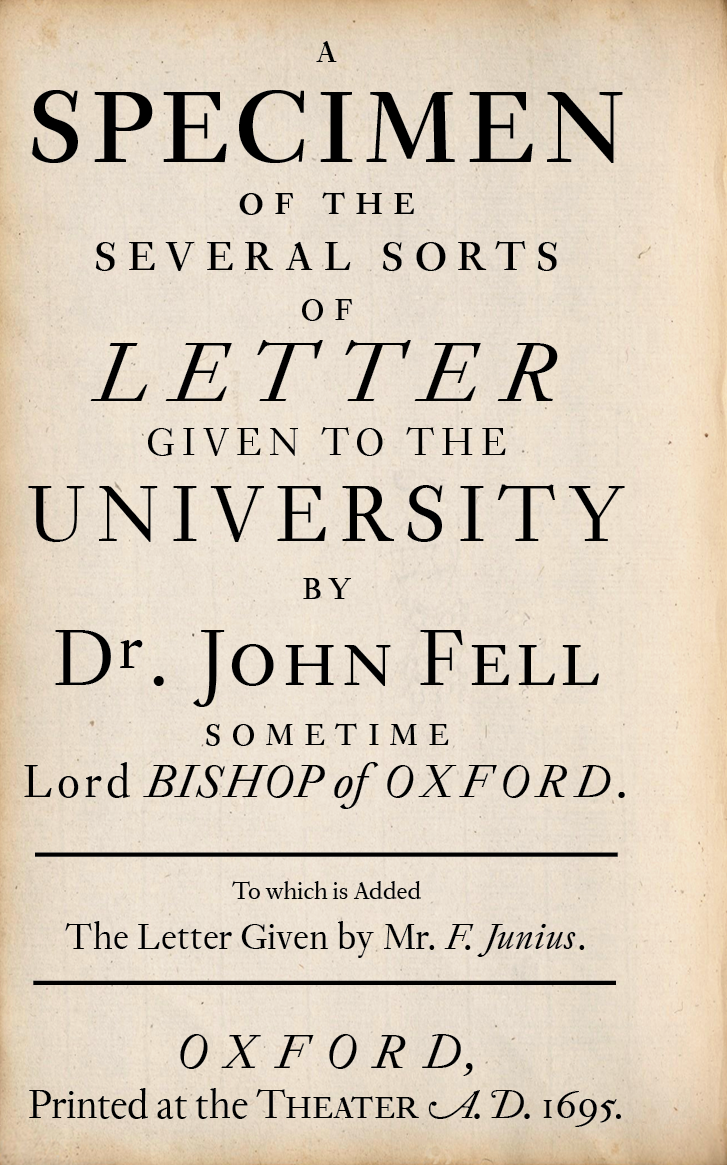 A
SPECIMEN
OF THE
SEVERAL SORTS
OF
LETTER
GIVEN TO THE
UNIVERSITY
BY
Dr. JOHN FELL
SOMETIME
Lord BISHOP of OXFORD.
To which is Added
The Letter Given by Mr. F. Junius.
OXFORD,
Printed at the THEATER A.D. 1695.